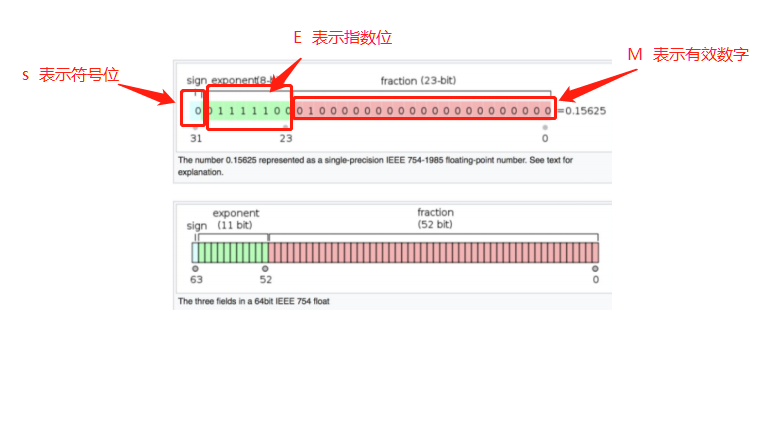 E 表示指数位
M 表示有效数字
s 表示符号位
sign exponent(8-b
fraction (23-bit)
0 0 1 1 1 1 1 0 0 0 1 0 0 0 0 0 0 0 0 0 0 0 0 0 0 0 0 0 0 0 0 0 =0.15625
31 23 0
The number 0.15625 represented as a single-precision IEEE 754-1985 floating-point number. See text for
explanation.
exponent
fraction
sign (11 bit)
(52 bit)
63 52 0
The three fields in a 64bit IEEE 754 float